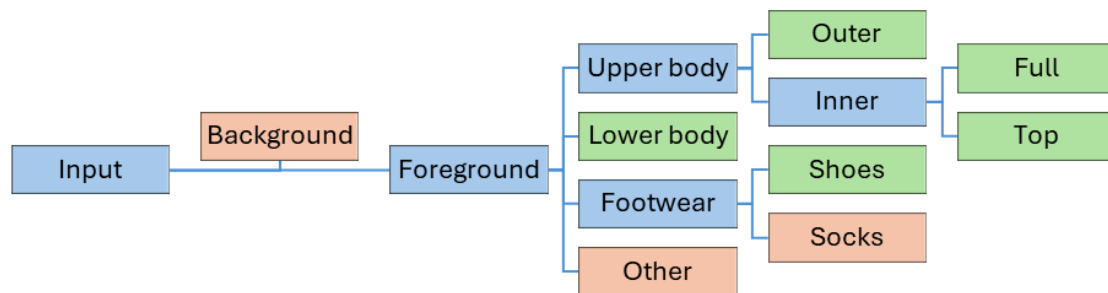 Outer
Upper body
Full
Inner
Background
Lower body
Top
Input
Foreground
Shoes
Footwear
Socks
Other